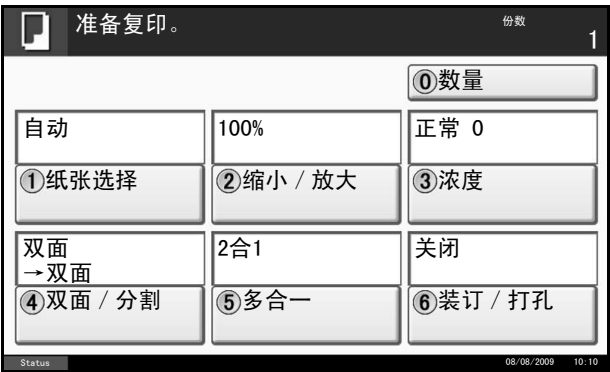 准备复印。
份数
1
⓪数量
自动
100%
正常 0
①纸张选择
②缩小 / 放大
③浓度
双面
→双面
2合1
关闭
④双面 / 分割
⑤多合一
⑥装订 / 打孔
Status
08/08/2009 10:10